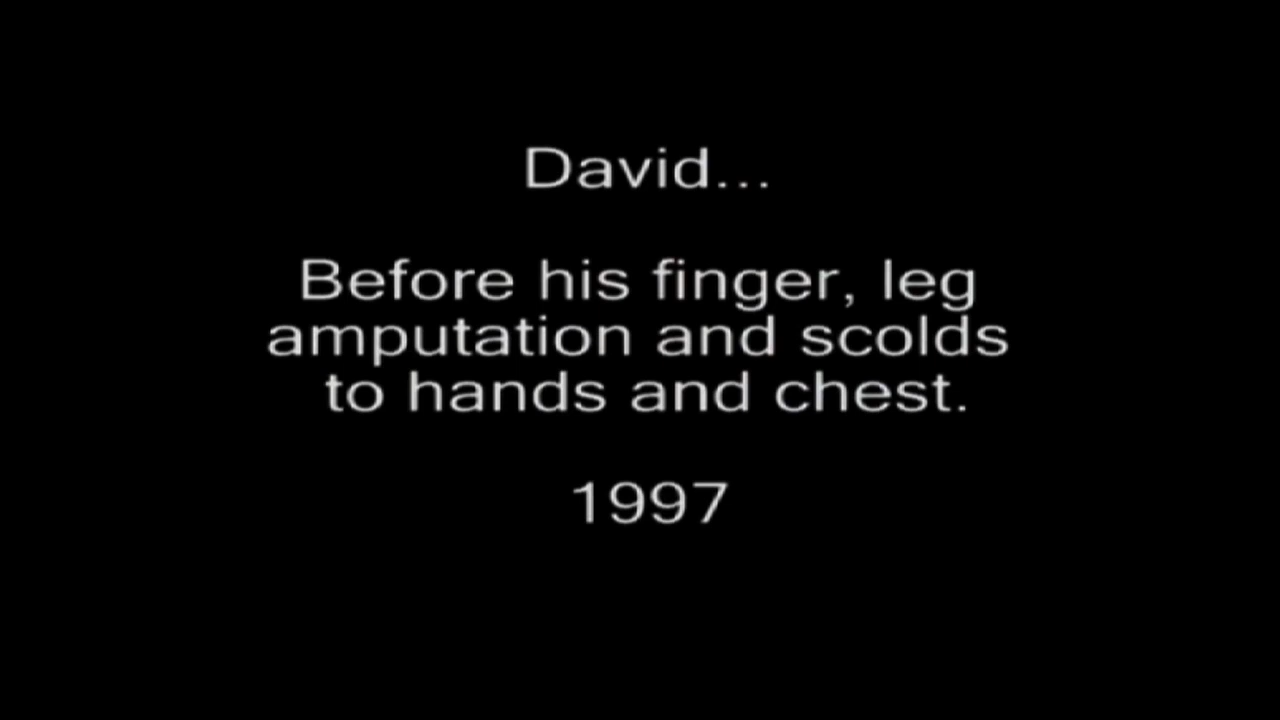 David...
Before his finger, leg
amputation and scolds
to hands and chest.
1997